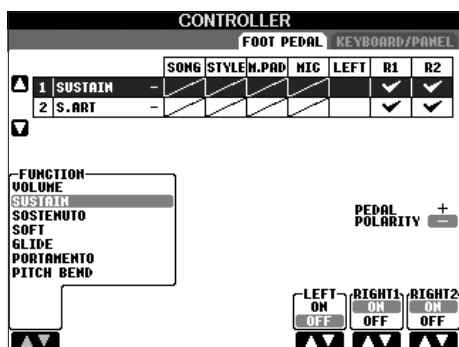 CONTROLLER
FOOT PEDAL KEYBOARD/PANEL
SONG STYLE M.PAD MIC LEFT R1 R2
1 SUSTAIN -
2 S.ART -
FUNCTION
VOLUME
SUSTAIN
SOSTENUTO
SOFT
GLIDE
PORTAMENTO
PITCH BEND
PEDAL POLARITY + -
LEFT RIGHT1 RIGHT2
ON ON ON
OFF OFF OFF